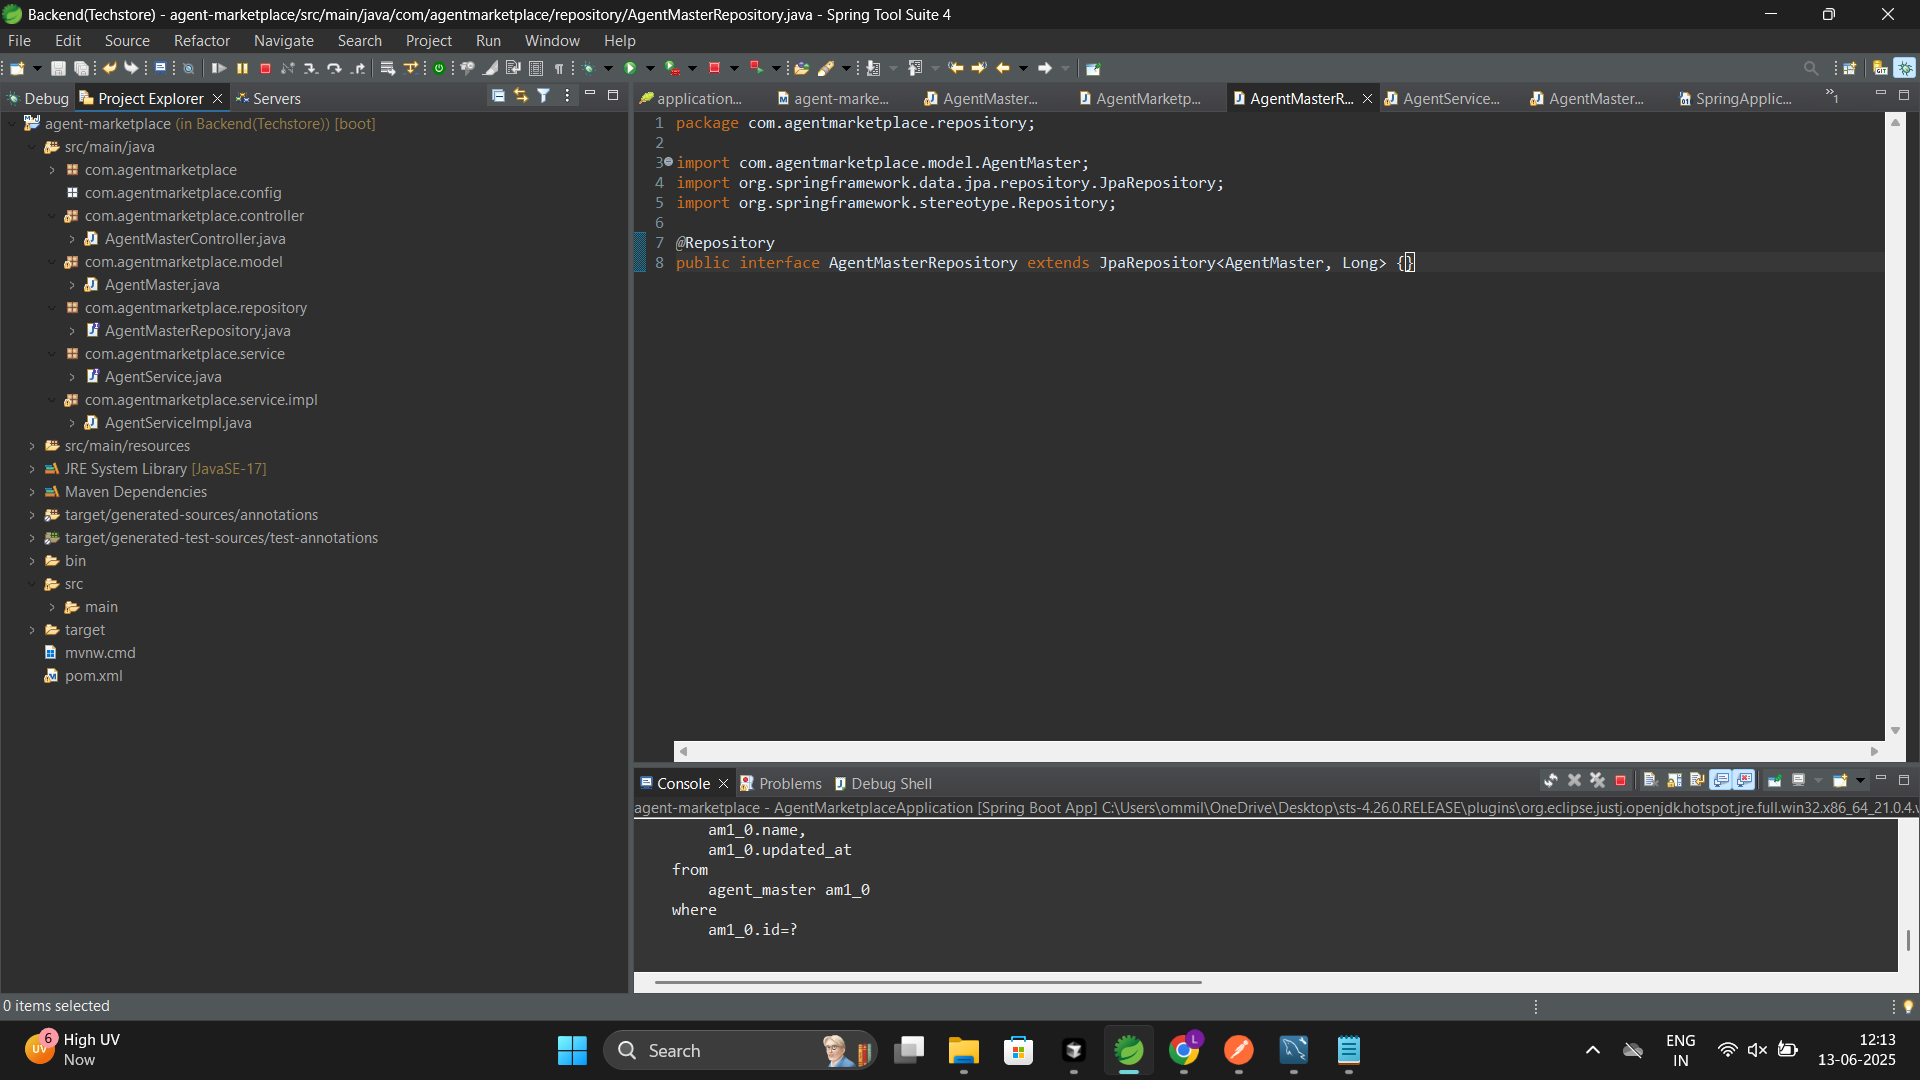 Backend(Techstore) - agent-marketplace/src/main/java/com/agentmarketplace/repository/AgentMasterRepository.java - Spring Tool Suite 4
File Edit Source Refactor Navigate Search Project Run Window Help
Debug Project Explorer Servers
agent-marketplace (in Backend(Techstore)) [boot]
src/main/java
com.agentmarketplace
com.agentmarketplace.config
com.agentmarketplace.controller
AgentMasterController.java
com.agentmarketplace.model
AgentMaster.java
com.agentmarketplace.repository
AgentMasterRepository.java
com.agentmarketplace.service
AgentService.java
com.agentmarketplace.service.impl
AgentServiceImpl.java
src/main/resources
JRE System Library [JavaSE-17]
Maven Dependencies
target/generated-sources/annotations
target/generated-test-sources/test-annotations
bin
src
main
target
mvnw.cmd
pom.xml
application... agent-marke... AgentMaster... AgentMarketp... AgentMasterR... AgentService... AgentMaster... SpringApplic... »1
1 package com.agentmarketplace.repository;
2
3 import com.agentmarketplace.model.AgentMaster;
4 import org.springframework.data.jpa.repository.JpaRepository;
5 import org.springframework.stereotype.Repository;
6
7 @Repository
8 public interface AgentMasterRepository extends JpaRepository<AgentMaster, Long> {}
Console Problems Debug Shell
agent-marketplace - AgentMarketplaceApplication [Spring Boot App] C:\Users\ommil\OneDrive\Desktop\sts-4.26.0.RELEASE\plugins\org.eclipse.justj.openjdk.hotspot.jre.full.win32.x86_64_21.0.4.v
am1_0.name,
am1_0.updated_at
from
agent_master am1_0
where
am1_0.id=?
0 items selected
6
UV
High UV
Now
Search
L
ENG
IN
12:13
13-06-2025